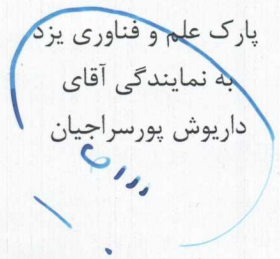 پارک علم و فناوری یزد
به نمایندگی آقای
داریوش پورسراجیان